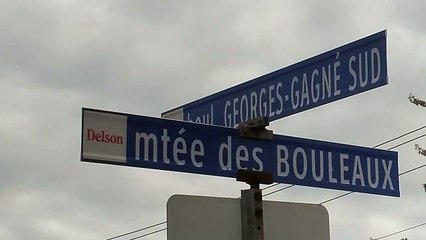 boul. GEORGES-GAGNÉ SUD
Delson
mtée des BOULEAUX